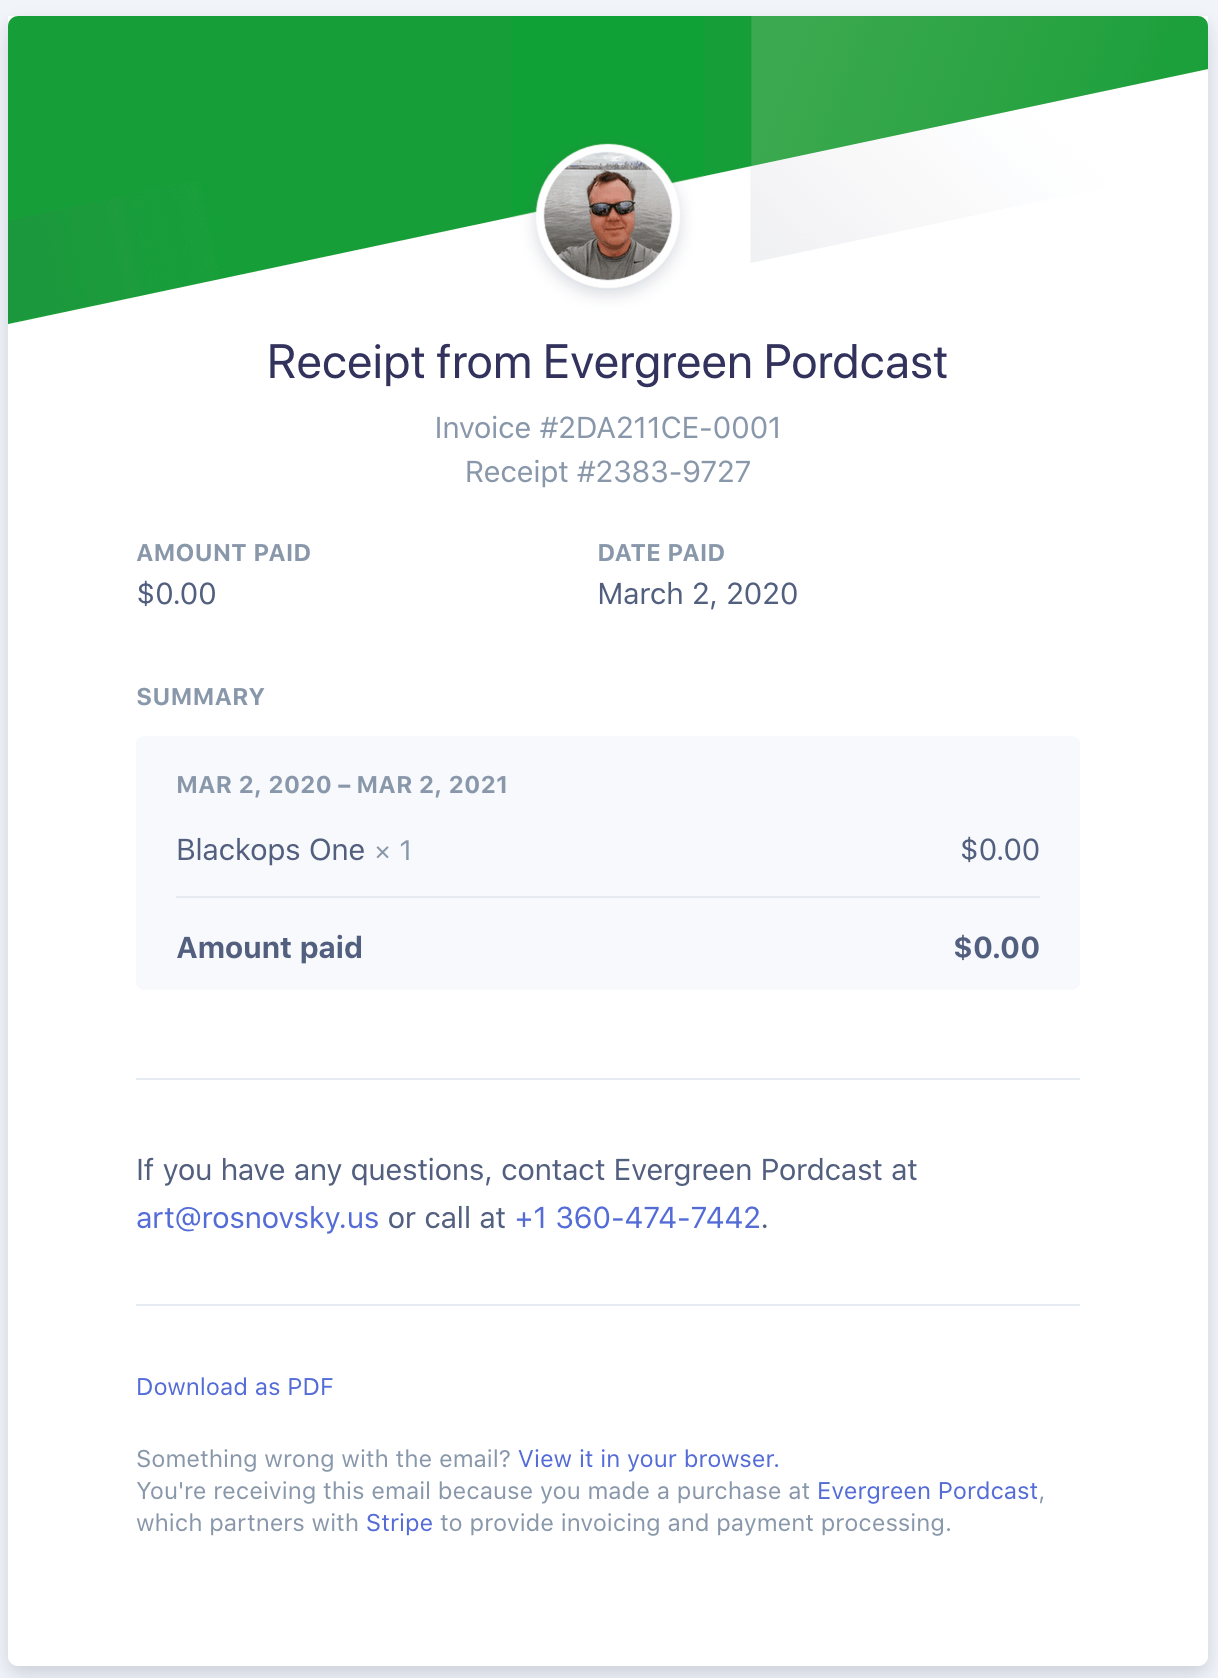 Receipt from Evergreen Pordcast
Invoice #2DA211CE-0001
Receipt #2383-9727
AMOUNT PAID
$0.00
DATE PAID
March 2, 2020
SUMMARY
MAR 2, 2020 – MAR 2, 2021
Blackops One × 1 $0.00
Amount paid $0.00
If you have any questions, contact Evergreen Pordcast at
art@rosnovsky.us or call at +1 360-474-7442.
Download as PDF
Something wrong with the email? View it in your browser.
You're receiving this email because you made a purchase at Evergreen Pordcast,
which partners with Stripe to provide invoicing and payment processing.